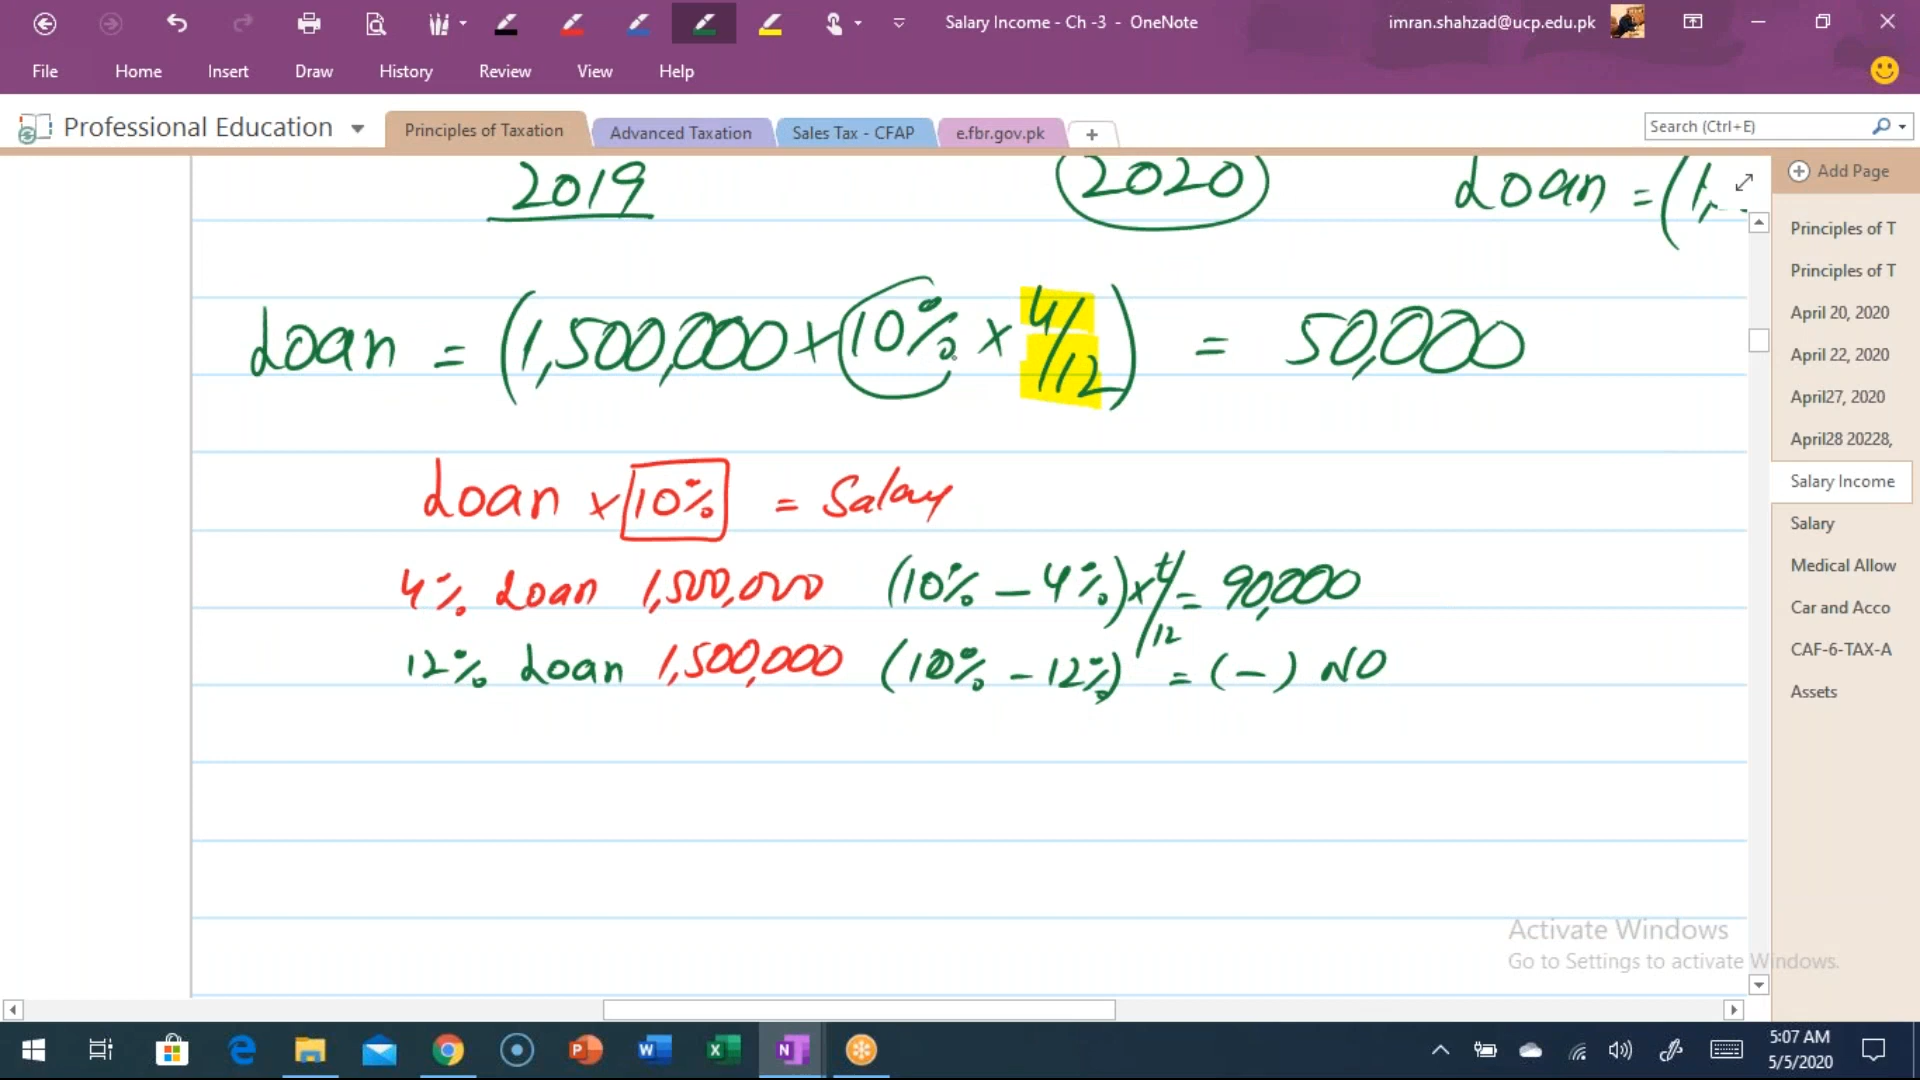 Salary Income - Ch -3 - OneNote
imran.shahzad@ucp.edu.pk
File Home Insert Draw History Review View Help
Professional Education
Principles of Taxation
Advanced Taxation
Sales Tax - CFAP
e.fbr.gov.pk
+
Search (Ctrl+E)
Add Page
Principles of T
Principles of T
April 20, 2020
April 22, 2020
April27, 2020
April28 20228,
Salary Income
Salary
Medical Allow
Car and Acco
CAF-6-TAX-A
Assets
2019 2020 Loan = (1,
Loan = (1,500,000 x 10% x 4/12) = 50,000
Loan x 10% = Salary
4% Loan 1,500,000 (10% - 4%) x 4/12 = 90,000
12% Loan 1,500,000 (10% - 12%) = (-) NO
Activate Windows
Go to Settings to activate Windows.
5:07 AM
5/5/2020